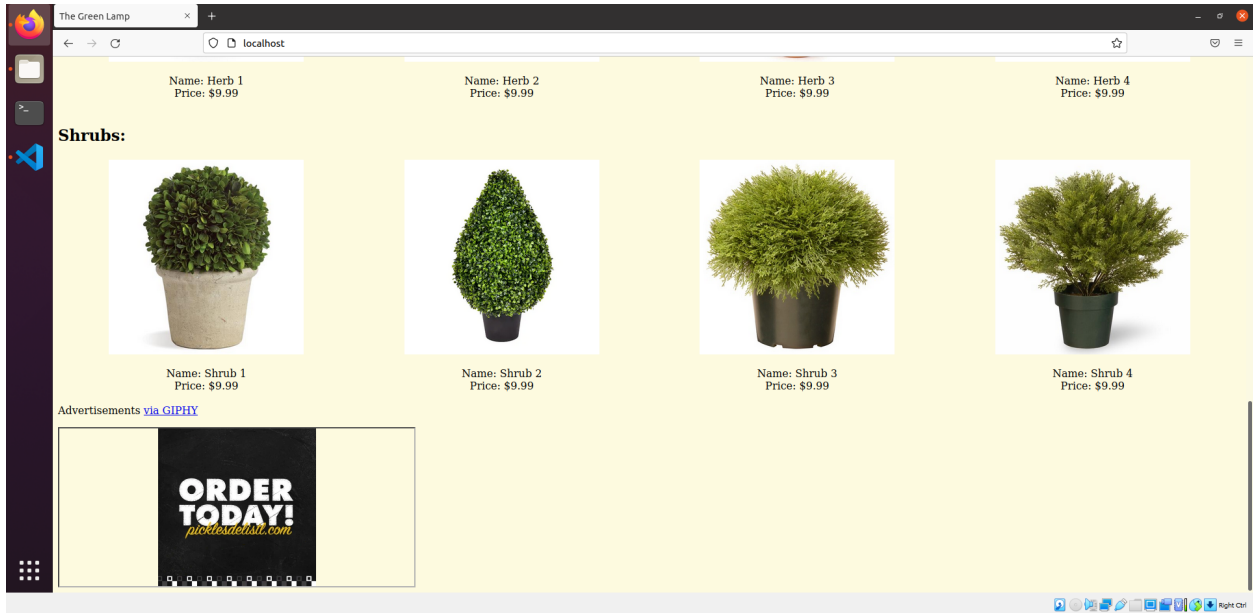 The Green Lamp
localhost
Name: Herb 1
Price: $9.99
Name: Herb 2
Price: $9.99
Name: Herb 3
Price: $9.99
Name: Herb 4
Price: $9.99
Shrubs:
Name: Shrub 1
Price: $9.99
Name: Shrub 2
Price: $9.99
Name: Shrub 3
Price: $9.99
Name: Shrub 4
Price: $9.99
Advertisements via GIPHY
ORDER
TODAY!
picklesdelistl.com
Right Ctrl